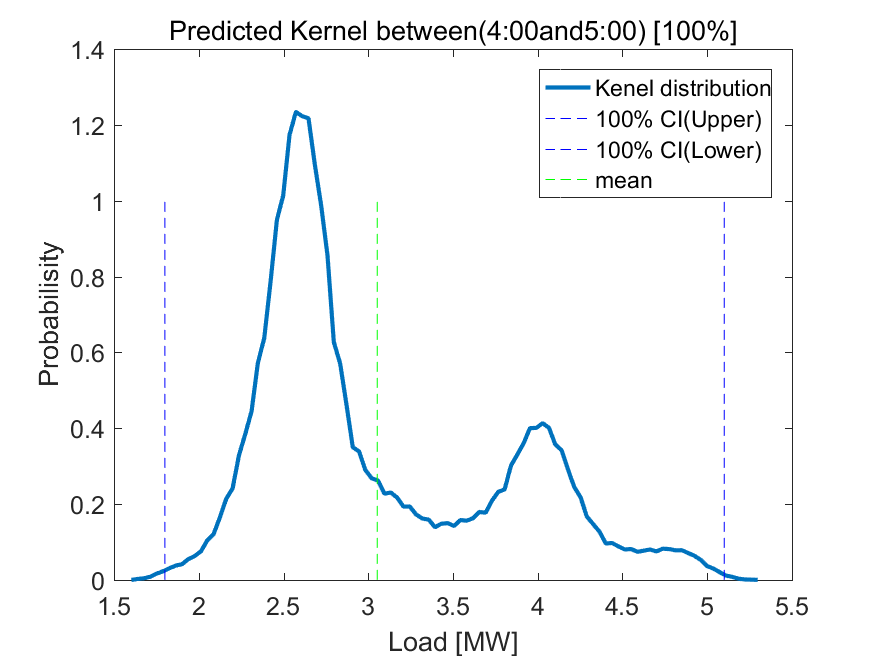 Predicted Kernel between(4:00and5:00) [100%]
Kenel distribution
100% CI(Upper)
100% CI(Lower)
mean
Probabilisity
1.4
1.2
1
0.8
0.6
0.4
0.2
0
1.5 2 2.5 3 3.5 4 4.5 5 5.5
Load [MW]